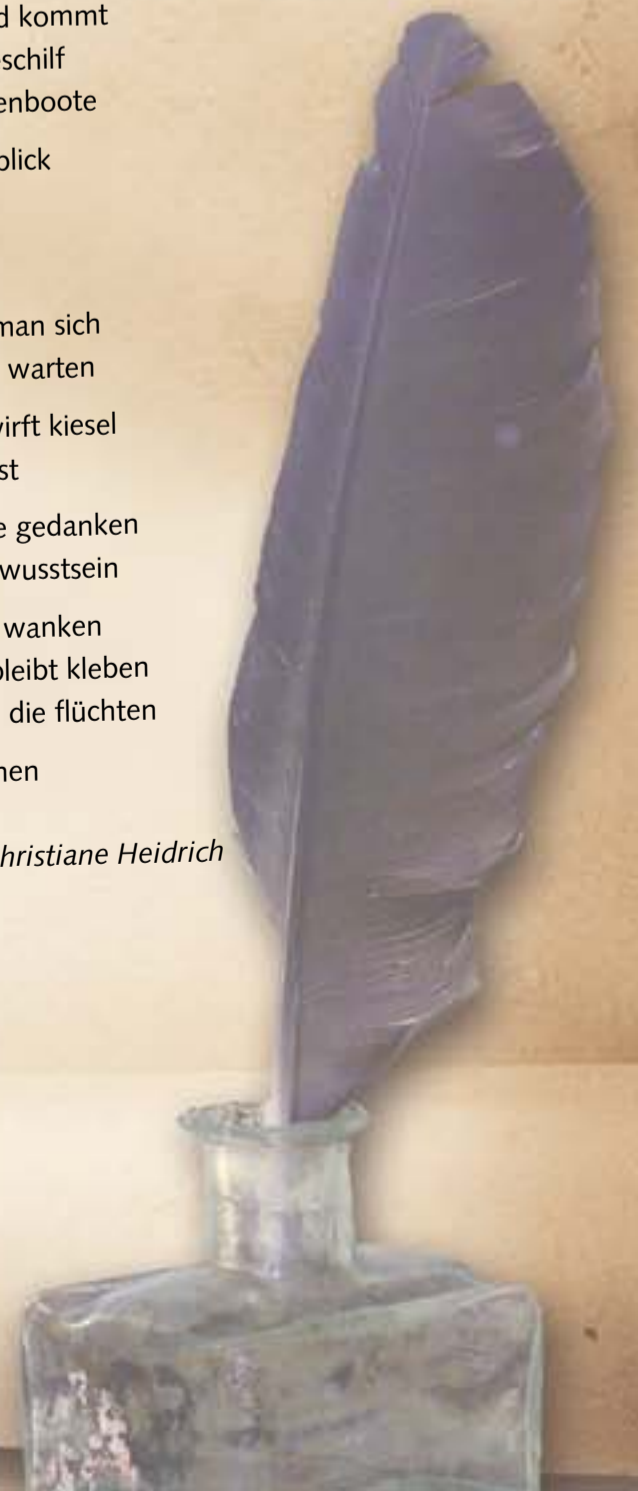 d kommt
schilf
enboote
blick
man sich
warten
wirft kiesel
st
e gedanken
wusstsein
wanken
bleibt kleben
die flüchten
nen
hristiane Heidrich